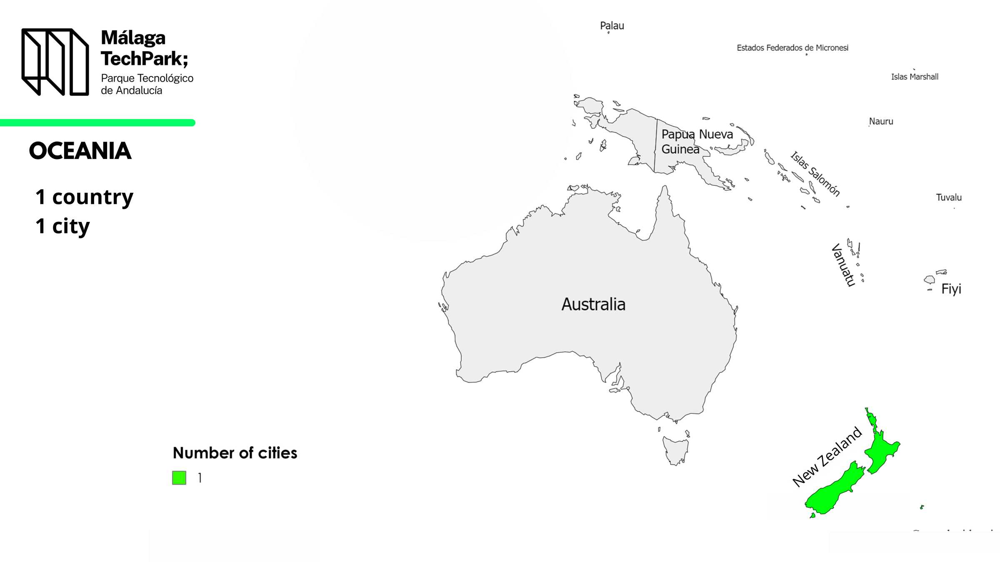 Málaga
TechPark;
Parque Tecnológico
de Andalucía
OCEANIA
1 country
1 city
Palau
Estados Federados de Micronesi
Islas Marshall
Nauru
Papua Nueva
Guinea
Islas Salomón
Tuvalu
Vanuatu
Fiyi
Australia
New Zealand
Number of cities
1